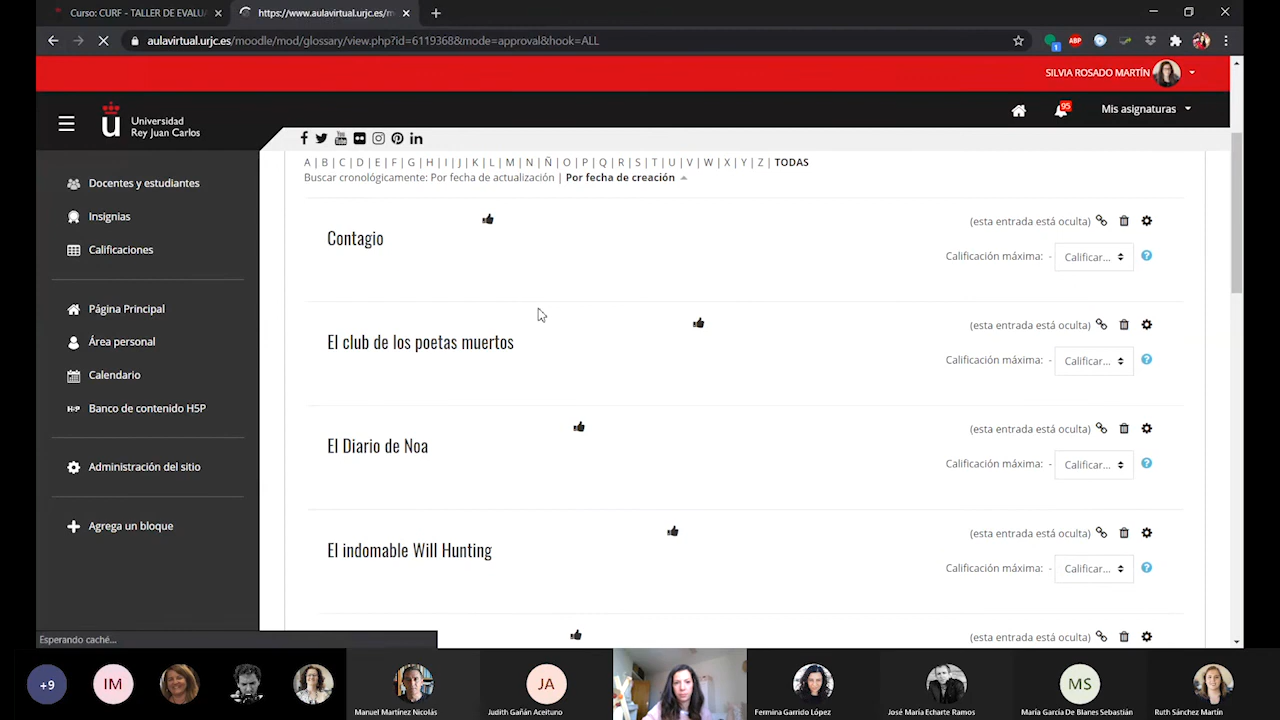 Curso: CURF - TALLER DE EVALUA
https://www.aulavirtual.urjc.es/m
aulavirtual.urjc.es/moodle/mod/glossary/view.php?id=6119368&mode=approval&hook=ALL
1
ABP
SILVIA ROSADO MARTÍN
u
Universidad
Rey Juan Carlos
95
Mis asignaturas
You Tube
A | B | C | D | E | F | G | H | I | J | K | L | M | N | Ñ | O | P | Q | R | S | T | U | V | W | X | Y | Z | TODAS
Buscar cronológicamente: Por fecha de actualización | Por fecha de creación
Docentes y estudiantes
Insignias
Calificaciones
Página Principal
Área personal
Calendario
H5P Banco de contenido H5P
Administración del sitio
Agrega un bloque
Contagio
(esta entrada está oculta)
Calificación máxima: - Calificar... ?
El club de los poetas muertos
(esta entrada está oculta)
Calificación máxima: - Calificar... ?
El Diario de Noa
(esta entrada está oculta)
Calificación máxima: - Calificar... ?
El indomable Will Hunting
(esta entrada está oculta)
Calificación máxima: - Calificar... ?
(esta entrada está oculta)
Esperando caché...
+9
IM
Manuel Martínez Nicolás
JA
Judith Gañán Aceituno
Fermina Garrido López
José María Echarte Ramos
MS
María García De Blanes Sebastián
Ruth Sánchez Martín